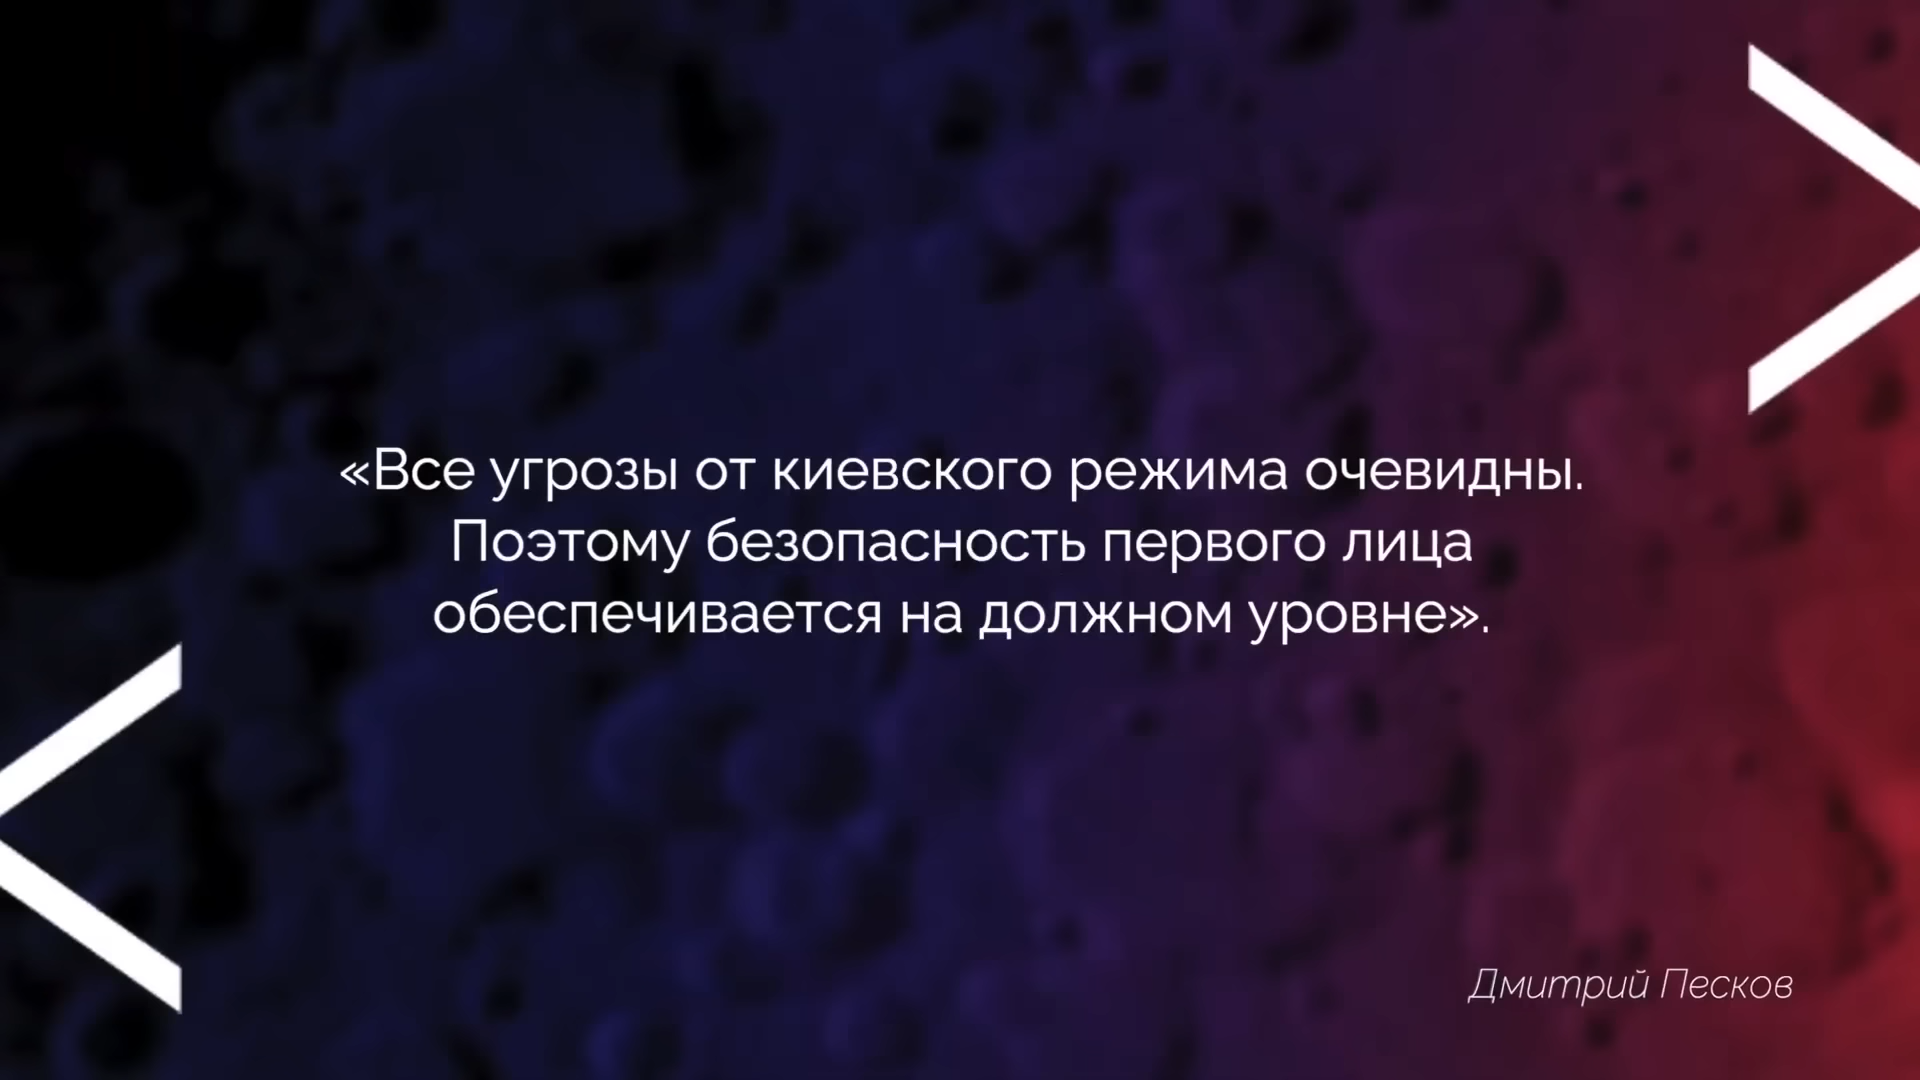 «Все угрозы от киевского режима очевидны.
Поэтому безопасность первого лица
обеспечивается на должном уровне».
Дмитрий Песков